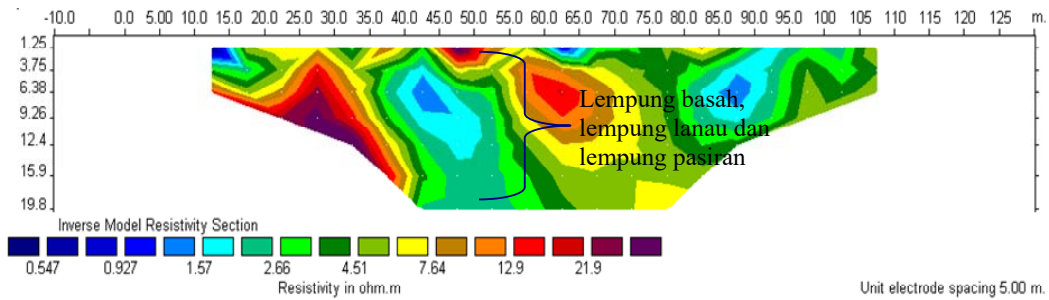 -10.0 0.0 5.00 10.0 15.0 20.0 25.0 30.0 35.0 40.0 45.0 50.0 55.0 60.0 65.0 70.0 75.0 80.0 85.0 90.0 95.0 100 105 110 115 120 125 m.
1.25
3.75
6.38
9.26
12.4
15.9
19.8
Lempung basah,
lempung lanau dan
lempung pasiran
Inverse Model Resistivity Section
0.547 0.927 1.57 2.66 4.51 7.64 12.9 21.9
Resistivity in ohm.m
Unit electrode spacing 5.00 m.